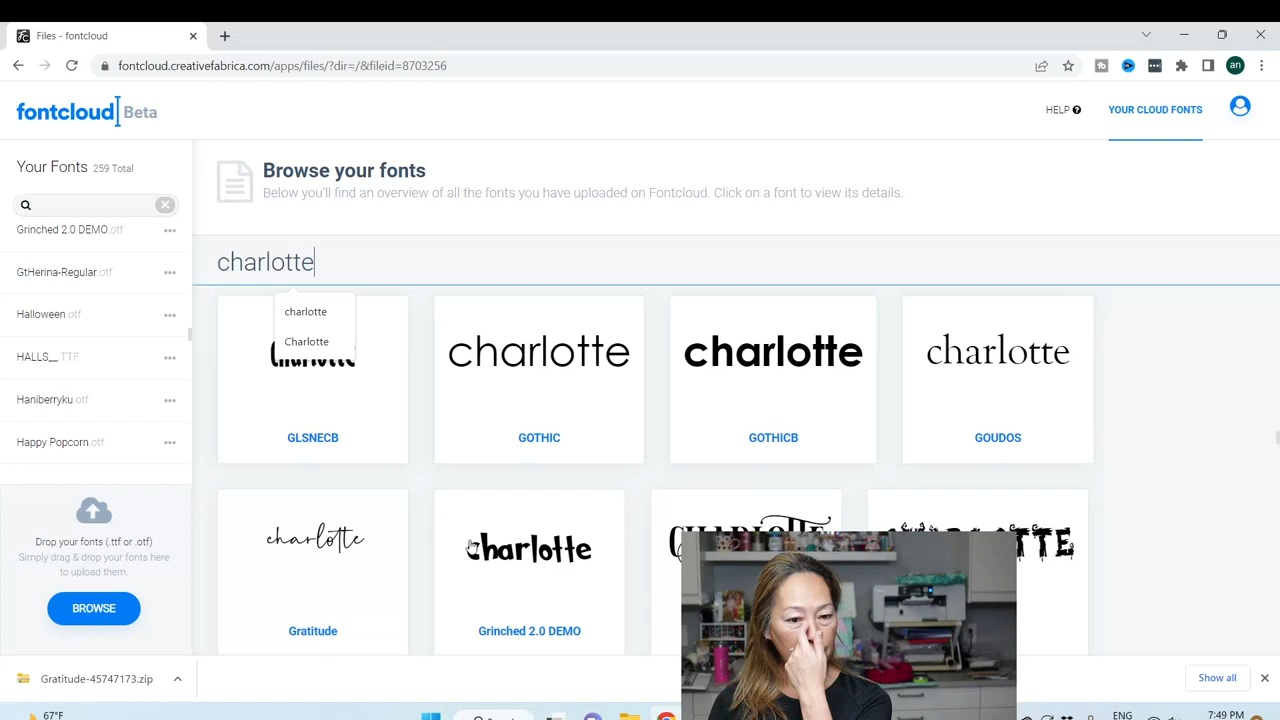 Files - fontcloud
fontcloud.creativefabrica.com/apps/files/?dir=/&fileid=8703256
an
fontcloud Beta
HELP
YOUR CLOUD FONTS
Your Fonts 259 Total
Browse your fonts
Below you'll find an overview of all the fonts you have uploaded on Fontcloud. Click on a font to view its details.
Grinched 2.0 DEMO.otf
GtHerina-Regular.otf
Halloween.otf
HALLS__.TTF
Haniberryku.otf
Happy Popcorn.otf
Drop your fonts (.ttf or .otf)
Simply drag & drop your fonts here
to upload them.
BROWSE
charlotte
charlotte
Charlotte
charlotte
charlotte
charlotte
charlotte
GLSNECB
GOTHIC
GOTHICB
GOUDOS
charlotte
charlotte
CHARLOTTE
Gratitude
Grinched 2.0 DEMO
Gratitude-45747173.zip
Show all
67°F
ENG
7:49 PM